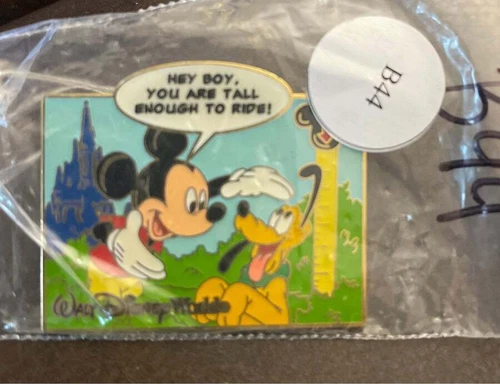 HEY BOY,
YOU ARE TALL
ENOUGH TO RIDE!
B44
Walt Disney World